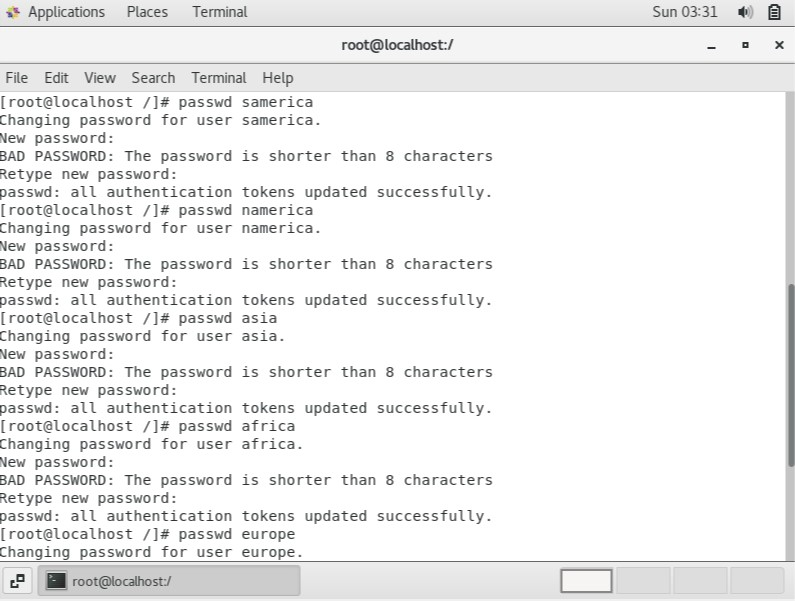 Applications Places Terminal Sun 03:31
root@localhost:/
File Edit View Search Terminal Help
[root@localhost /]# passwd samerica
Changing password for user samerica.
New password:
BAD PASSWORD: The password is shorter than 8 characters
Retype new password:
passwd: all authentication tokens updated successfully.
[root@localhost /]# passwd namerica
Changing password for user namerica.
New password:
BAD PASSWORD: The password is shorter than 8 characters
Retype new password:
passwd: all authentication tokens updated successfully.
[root@localhost /]# passwd asia
Changing password for user asia.
New password:
BAD PASSWORD: The password is shorter than 8 characters
Retype new password:
passwd: all authentication tokens updated successfully.
[root@localhost /]# passwd africa
Changing password for user africa.
New password:
BAD PASSWORD: The password is shorter than 8 characters
Retype new password:
passwd: all authentication tokens updated successfully.
[root@localhost /]# passwd europe
Changing password for user europe.
root@localhost:/